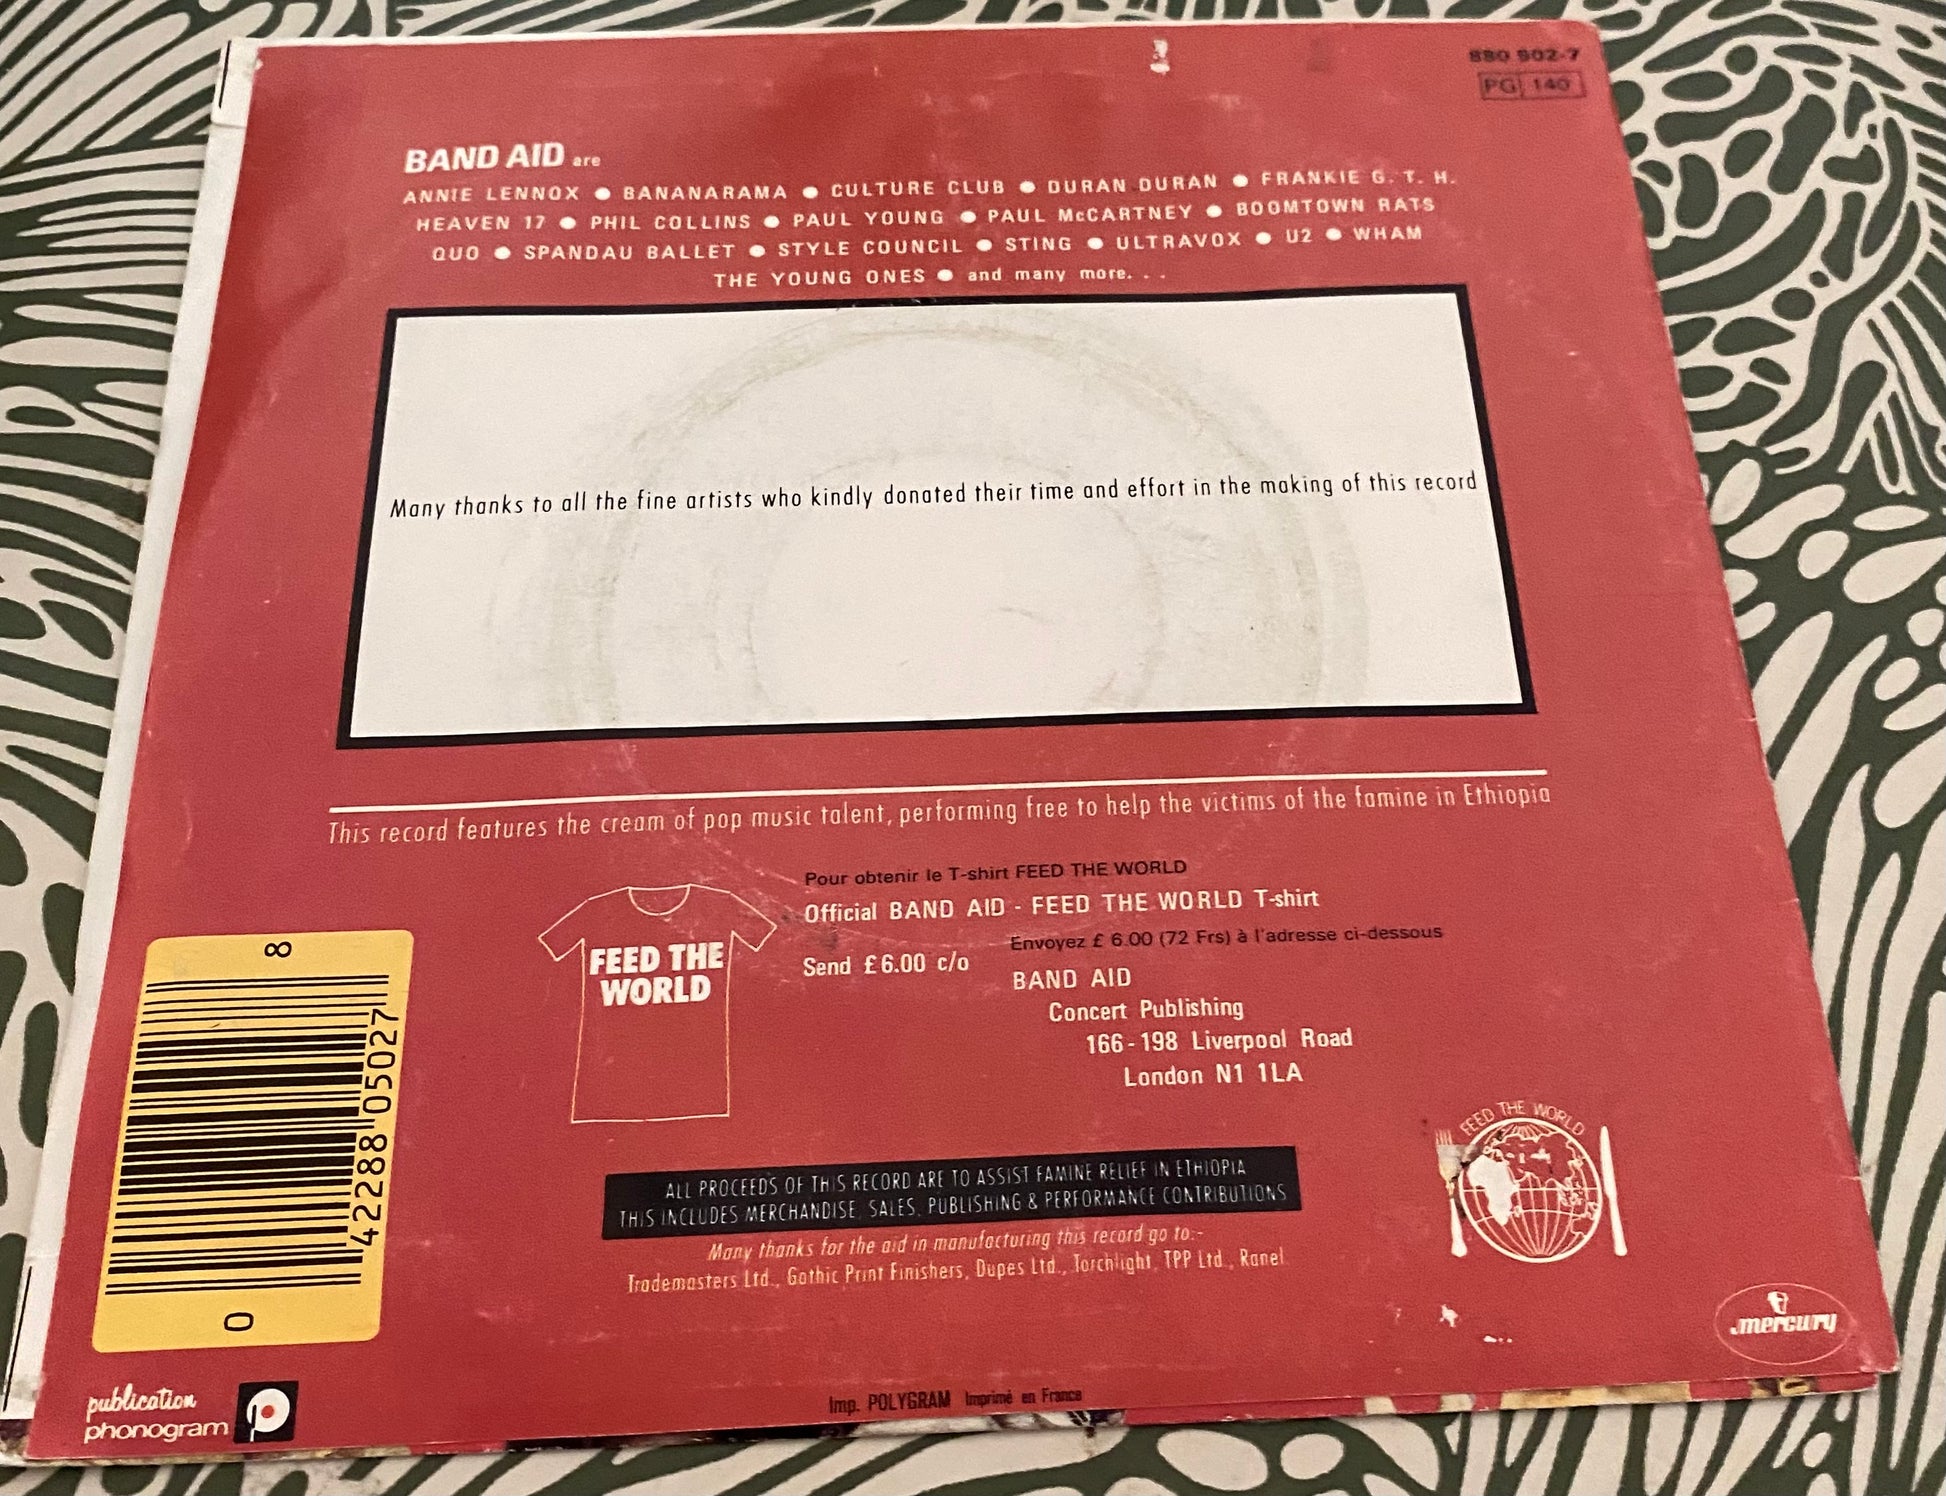 880 502-7
PG 140
BAND AID are
ANNIE LENNOX ● BANANARAMA ● CULTURE CLUB ● DURAN DURAN ● FRANKIE G. T. H.
HEAVEN 17 ● PHIL COLLINS ● PAUL YOUNG ● PAUL McCARTNEY ● BOOMTOWN RATS
QUO ● SPANDAU BALLET ● STYLE COUNCIL ● STING ● ULTRAVOX ● U2 ● WHAM
THE YOUNG ONES ● and many more. . .
Many thanks to all the fine artists who kindly donated their time and effort in the making of this record
This record features the cream of pop music talent, performing free to help the victims of the famine in Ethiopia
Pour obtenir le T-shirt FEED THE WORLD
Official BAND AID - FEED THE WORLD T-shirt
Envoyez £ 6.00 (72 Frs) à l'adresse ci-dessous
Send £6.00 c/o
BAND AID
Concert Publishing
166-198 Liverpool Road
London N1 1LA
FEED THE
WORLD
8
42288 05027
0
FEED THE WORLD
ALL PROCEEDS OF THIS RECORD ARE TO ASSIST FAMINE RELIEF IN ETHIOPIA
THIS INCLUDES MERCHANDISE, SALES, PUBLISHING & PERFORMANCE CONTRIBUTIONS
Many thanks for the aid in manufacturing this record go to:-
Trademasters Ltd., Gothic Print Finishers, Dupes Ltd., Torchlight, TPP Ltd., Ranel
mercury
publication
phonogram
Imp. POLYGRAM Imprimé en France